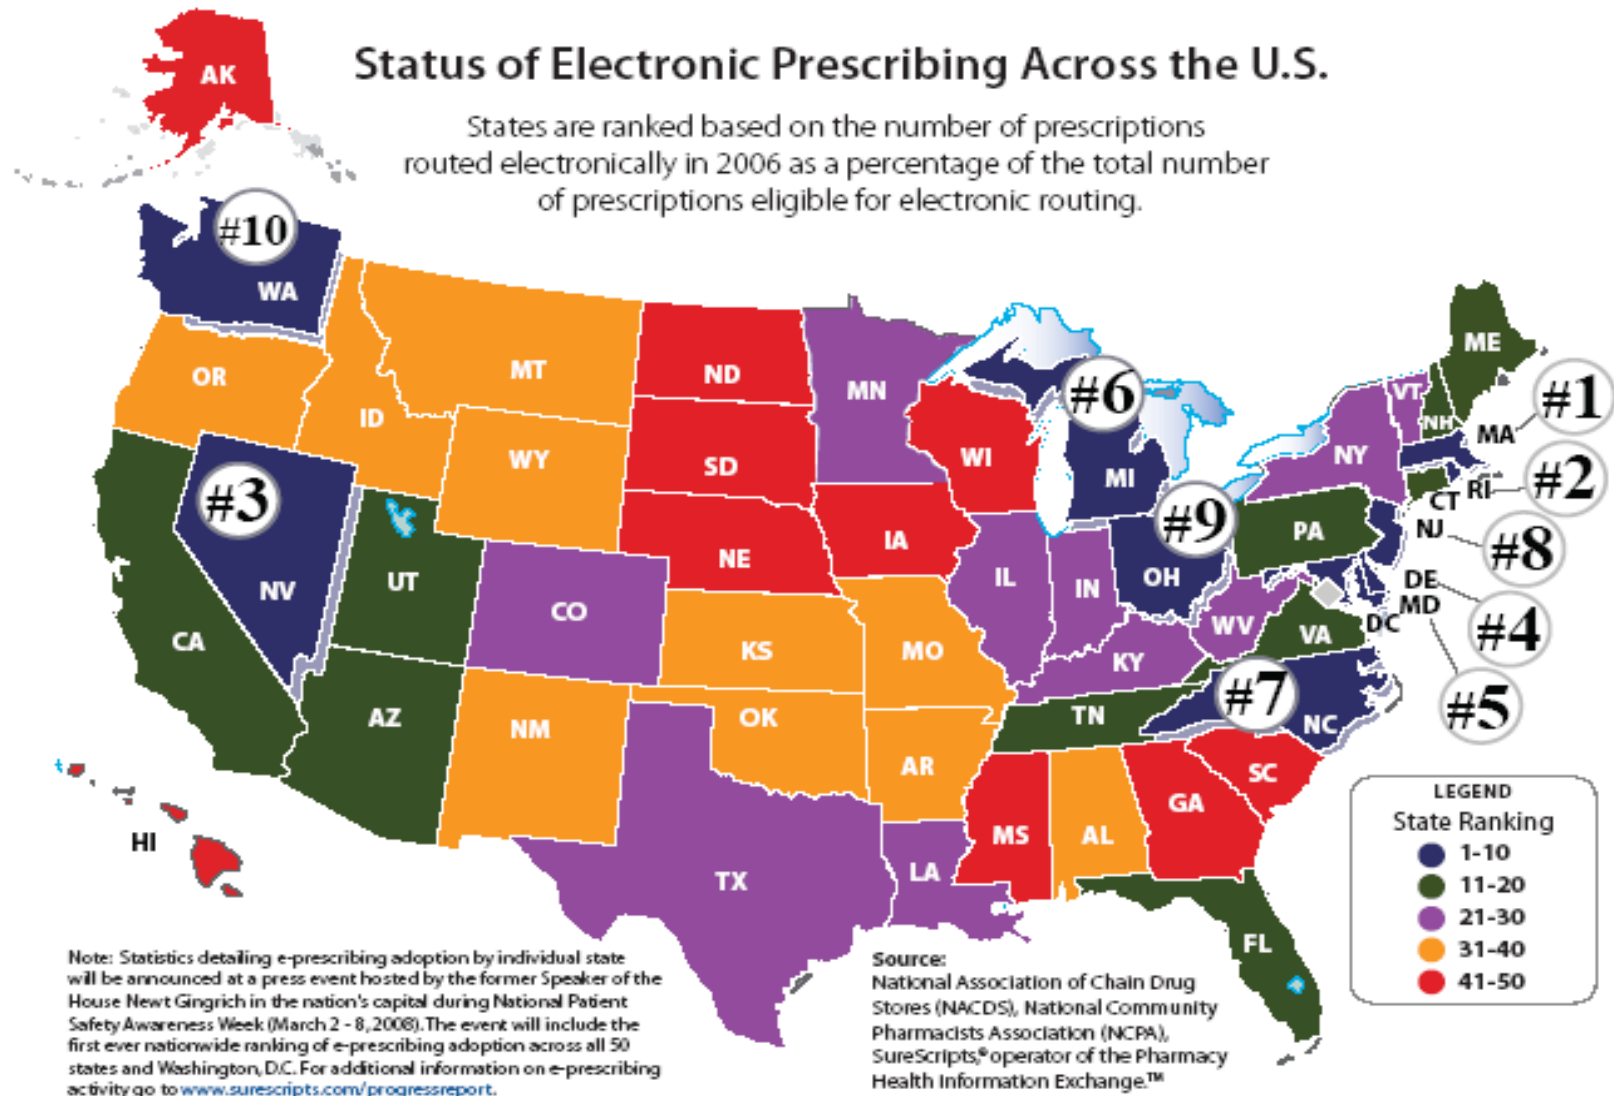 Status of Electronic Prescribing Across the U.S.
States are ranked based on the number of prescriptions
routed electronically in 2006 as a percentage of the total number
of prescriptions eligible for electronic routing.
AK
#10
WA
OR
MT
ID
WY
ND
SD
NE
MN
WI
IA
#6
MI
#9
OH
ME
VT
NH
NY
MA
#1
RI
#2
CT
NJ
#8
PA
DE
#4
MD
#5
DC
#3
NV
UT
CA
CO
KS
MO
IL
IN
WV
VA
KY
#7
NC
TN
AZ
NM
OK
AR
SC
GA
AL
MS
LA
TX
FL
HI
LEGEND
State Ranking
1-10
11-20
21-30
31-40
41-50
Note: Statistics detailing e-prescribing adoption by individual state
will be announced at a press event hosted by the former Speaker of the
House Newt Gingrich in the nation's capital during National Patient
Safety Awareness Week (March 2 - 8, 2008). The event will include the
first ever nationwide ranking of e-prescribing adoption across all 50
states and Washington, D.C. For additional information on e-prescribing
activity go to www.surescripts.com/progressreport.
Source:
National Association of Chain Drug
Stores (NACDS), National Community
Pharmacists Association (NCPA),
SureScripts,® operator of the Pharmacy
Health Information Exchange.™